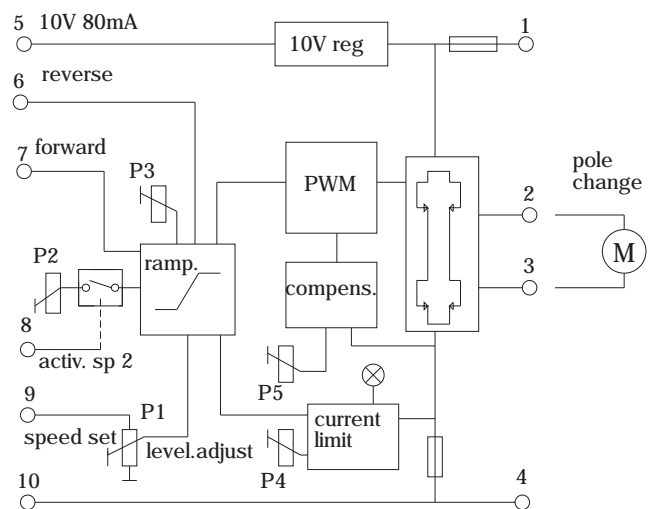 5 10V 80mA
10V reg
1
6 reverse
7 forward
P3
PWM
pole
change
2
M
3
P2
ramp.
compens.
8
activ. sp 2
P5
9
P1
speed set
level.adjust
current
limit
P4
10
4